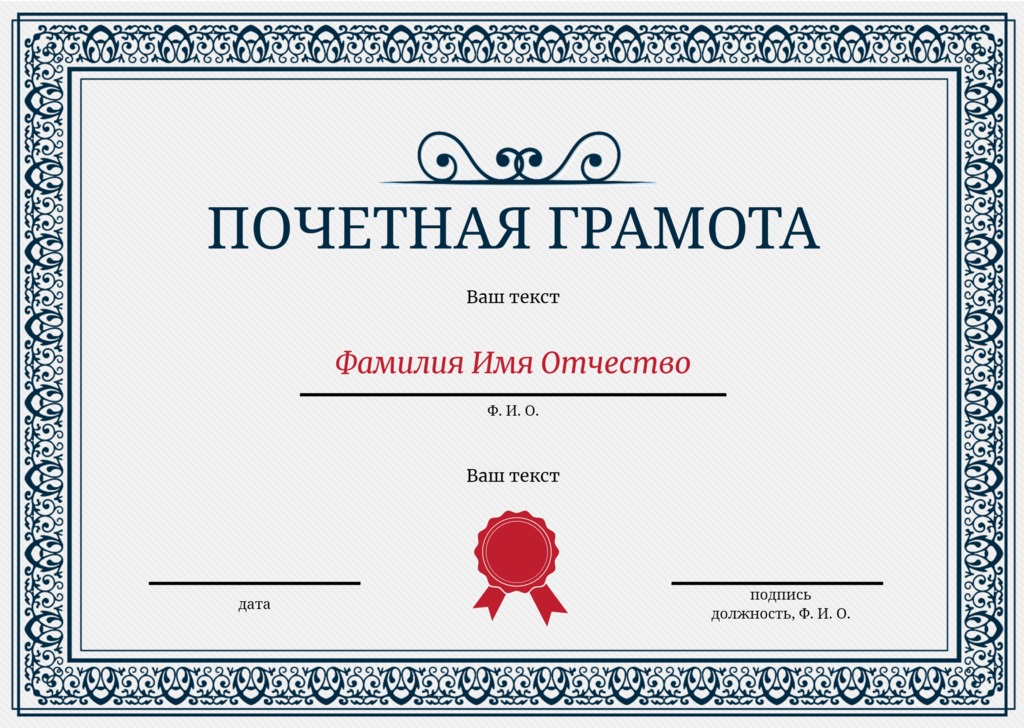 ПОЧЕТНАЯ ГРАМОТА
Ваш текст
Фамилия Имя Отчество
Ф. И. О.
Ваш текст
дата
подпись
должность, Ф. И. О.